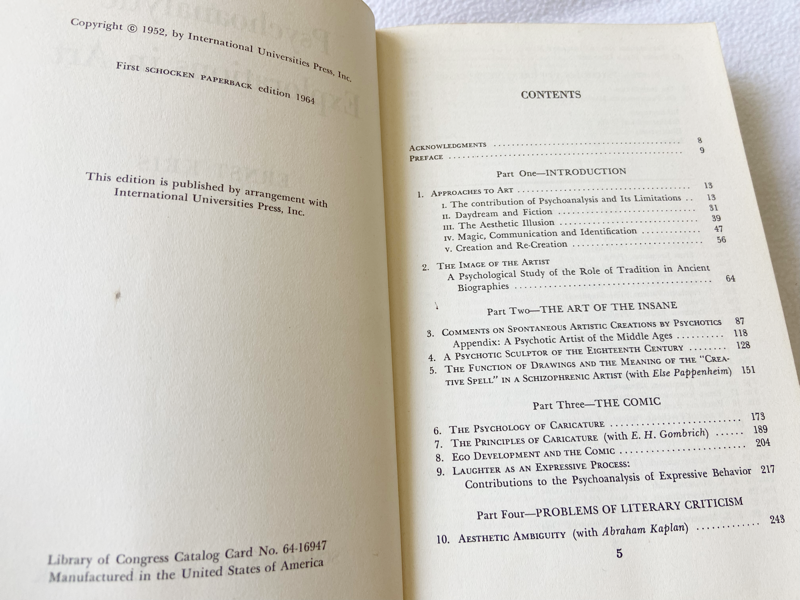 Copyright © 1952, by International Universities Press, Inc.
First SCHOCKEN PAPERBACK edition 1964
This edition is published by arrangement with
International Universities Press, Inc.
Library of Congress Catalog Card No. 64-16947
Manufactured in the United States of America
CONTENTS
ACKNOWLEDGMENTS 8
PREFACE 9
Part One—INTRODUCTION
1. APPROACHES TO ART 13
I. The contribution of Psychoanalysis and Its Limitations 13
II. Daydream and Fiction 31
III. The Aesthetic Illusion 39
IV. Magic, Communication and Identification 47
V. Creation and Re-Creation 56
2. THE IMAGE OF THE ARTIST
A Psychological Study of the Role of Tradition in Ancient
Biographies 64
Part Two—THE ART OF THE INSANE
3. COMMENTS ON SPONTANEOUS ARTISTIC CREATIONS BY PSYCHOTICS 87
Appendix: A Psychotic Artist of the Middle Ages 118
4. A PSYCHOTIC SCULPTOR OF THE EIGHTEENTH CENTURY 128
5. THE FUNCTION OF DRAWINGS AND THE MEANING OF THE "CREA-
TIVE SPELL" IN A SCHIZOPHRENIC ARTIST (with Else Pappenheim) 151
Part Three—THE COMIC
6. THE PSYCHOLOGY OF CARICATURE 173
7. THE PRINCIPLES OF CARICATURE (with E. H. Gombrich) 189
8. EGO DEVELOPMENT AND THE COMIC 204
9. LAUGHTER AS AN EXPRESSIVE PROCESS:
Contributions to the Psychoanalysis of Expressive Behavior 217
Part Four—PROBLEMS OF LITERARY CRITICISM
10. AESTHETIC AMBIGUITY (with Abraham Kaplan) 243
5